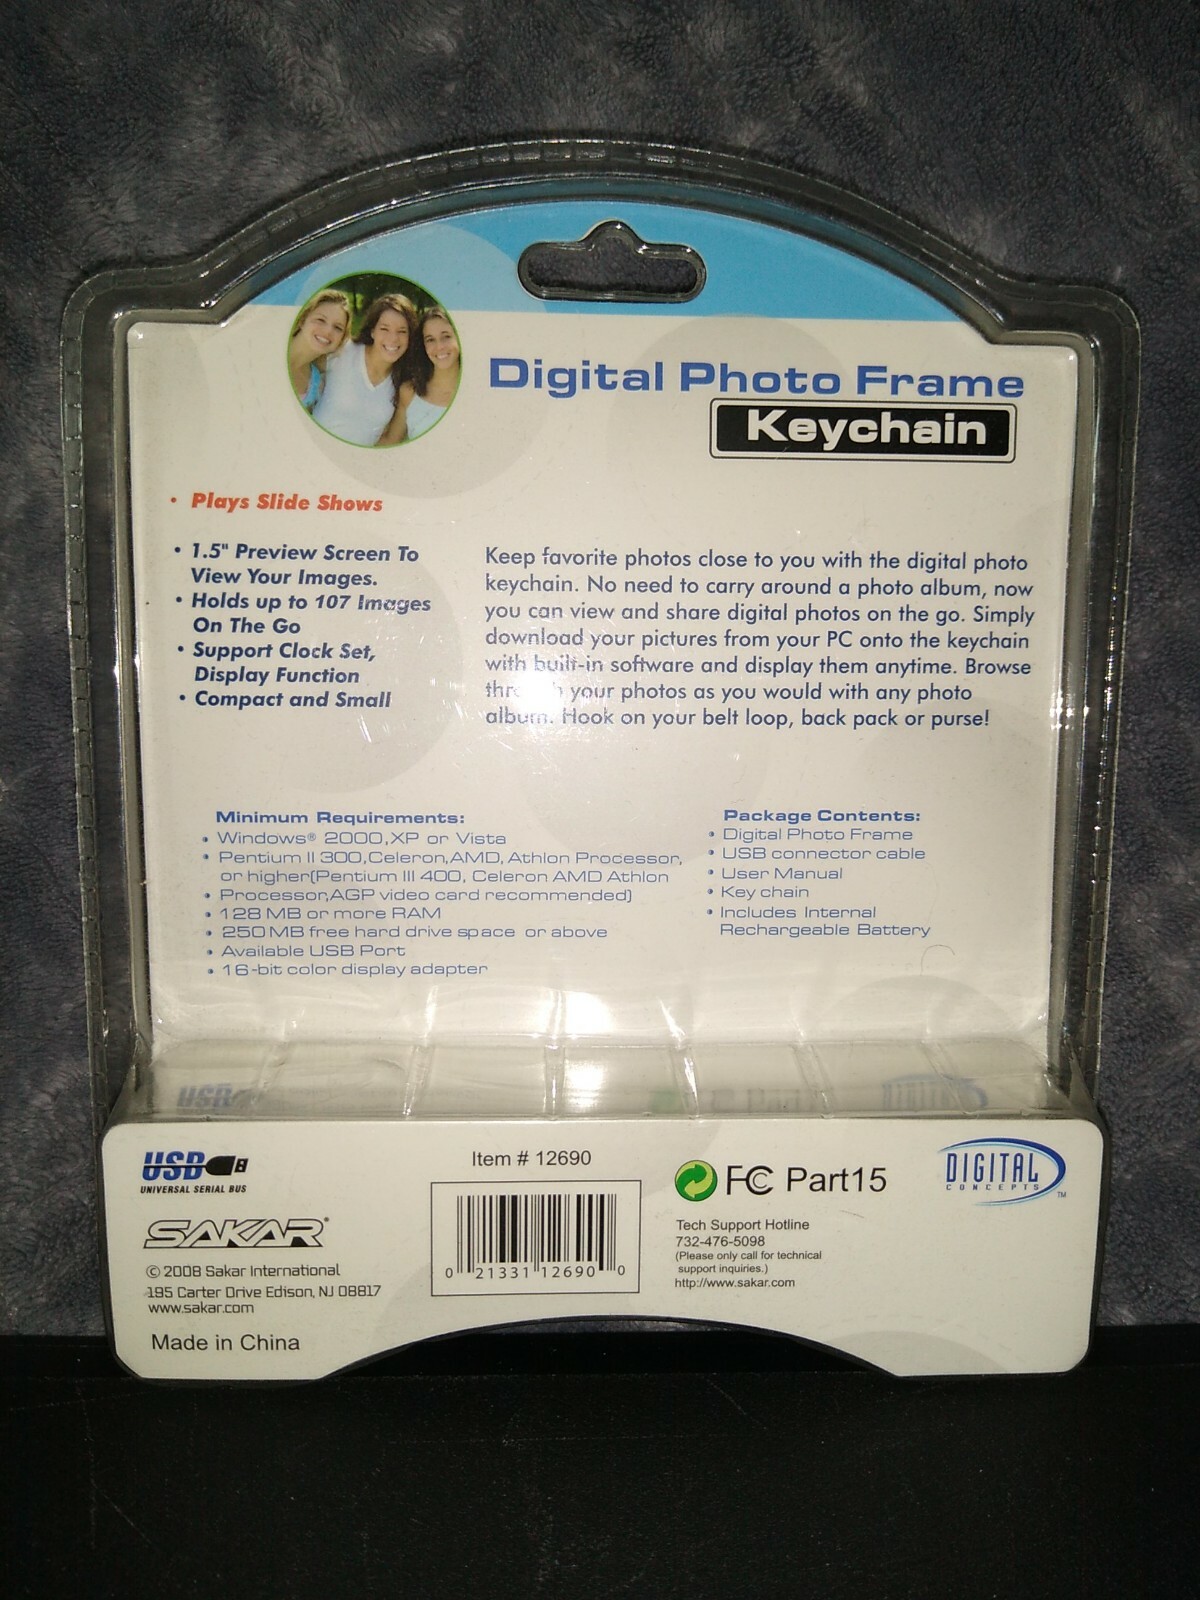 Digital Photo Frame
Keychain
• Plays Slide Shows
• 1.5" Preview Screen To
View Your Images.
• Holds up to 107 Images
On The Go
• Support Clock Set,
Display Function
• Compact and Small
Keep favorite photos close to you with the digital photo
keychain. No need to carry around a photo album, now
you can view and share digital photos on the go. Simply
download your pictures from your PC onto the keychain
with built-in software and display them anytime. Browse
through your photos as you would with any photo
album. Hook on your belt loop, back pack or purse!
Minimum Requirements:
• Windows® 2000,XP or Vista
• Pentium II 300,Celeron,AMD, Athlon Processor,
or higher(Pentium III 400, Celeron AMD Athlon
• Processor,AGP video card recommended)
• 128 MB or more RAM
• 250 MB free hard drive space or above
• Available USB Port
• 16-bit color display adapter
Package Contents:
• Digital Photo Frame
• USB connector cable
• User Manual
• Key chain
• Includes Internal
Rechargeable Battery
USB
UNIVERSAL SERIAL BUS
SAKAR®
© 2008 Sakar International
195 Carter Drive Edison, NJ 08817
www.sakar.com
Made in China
Item # 12690
0 21331 12690 0
FC Part15
Tech Support Hotline
732-476-5098
(Please only call for technical
support inquiries.)
http://www.sakar.com
DIGITAL
CONCEPTS
TM